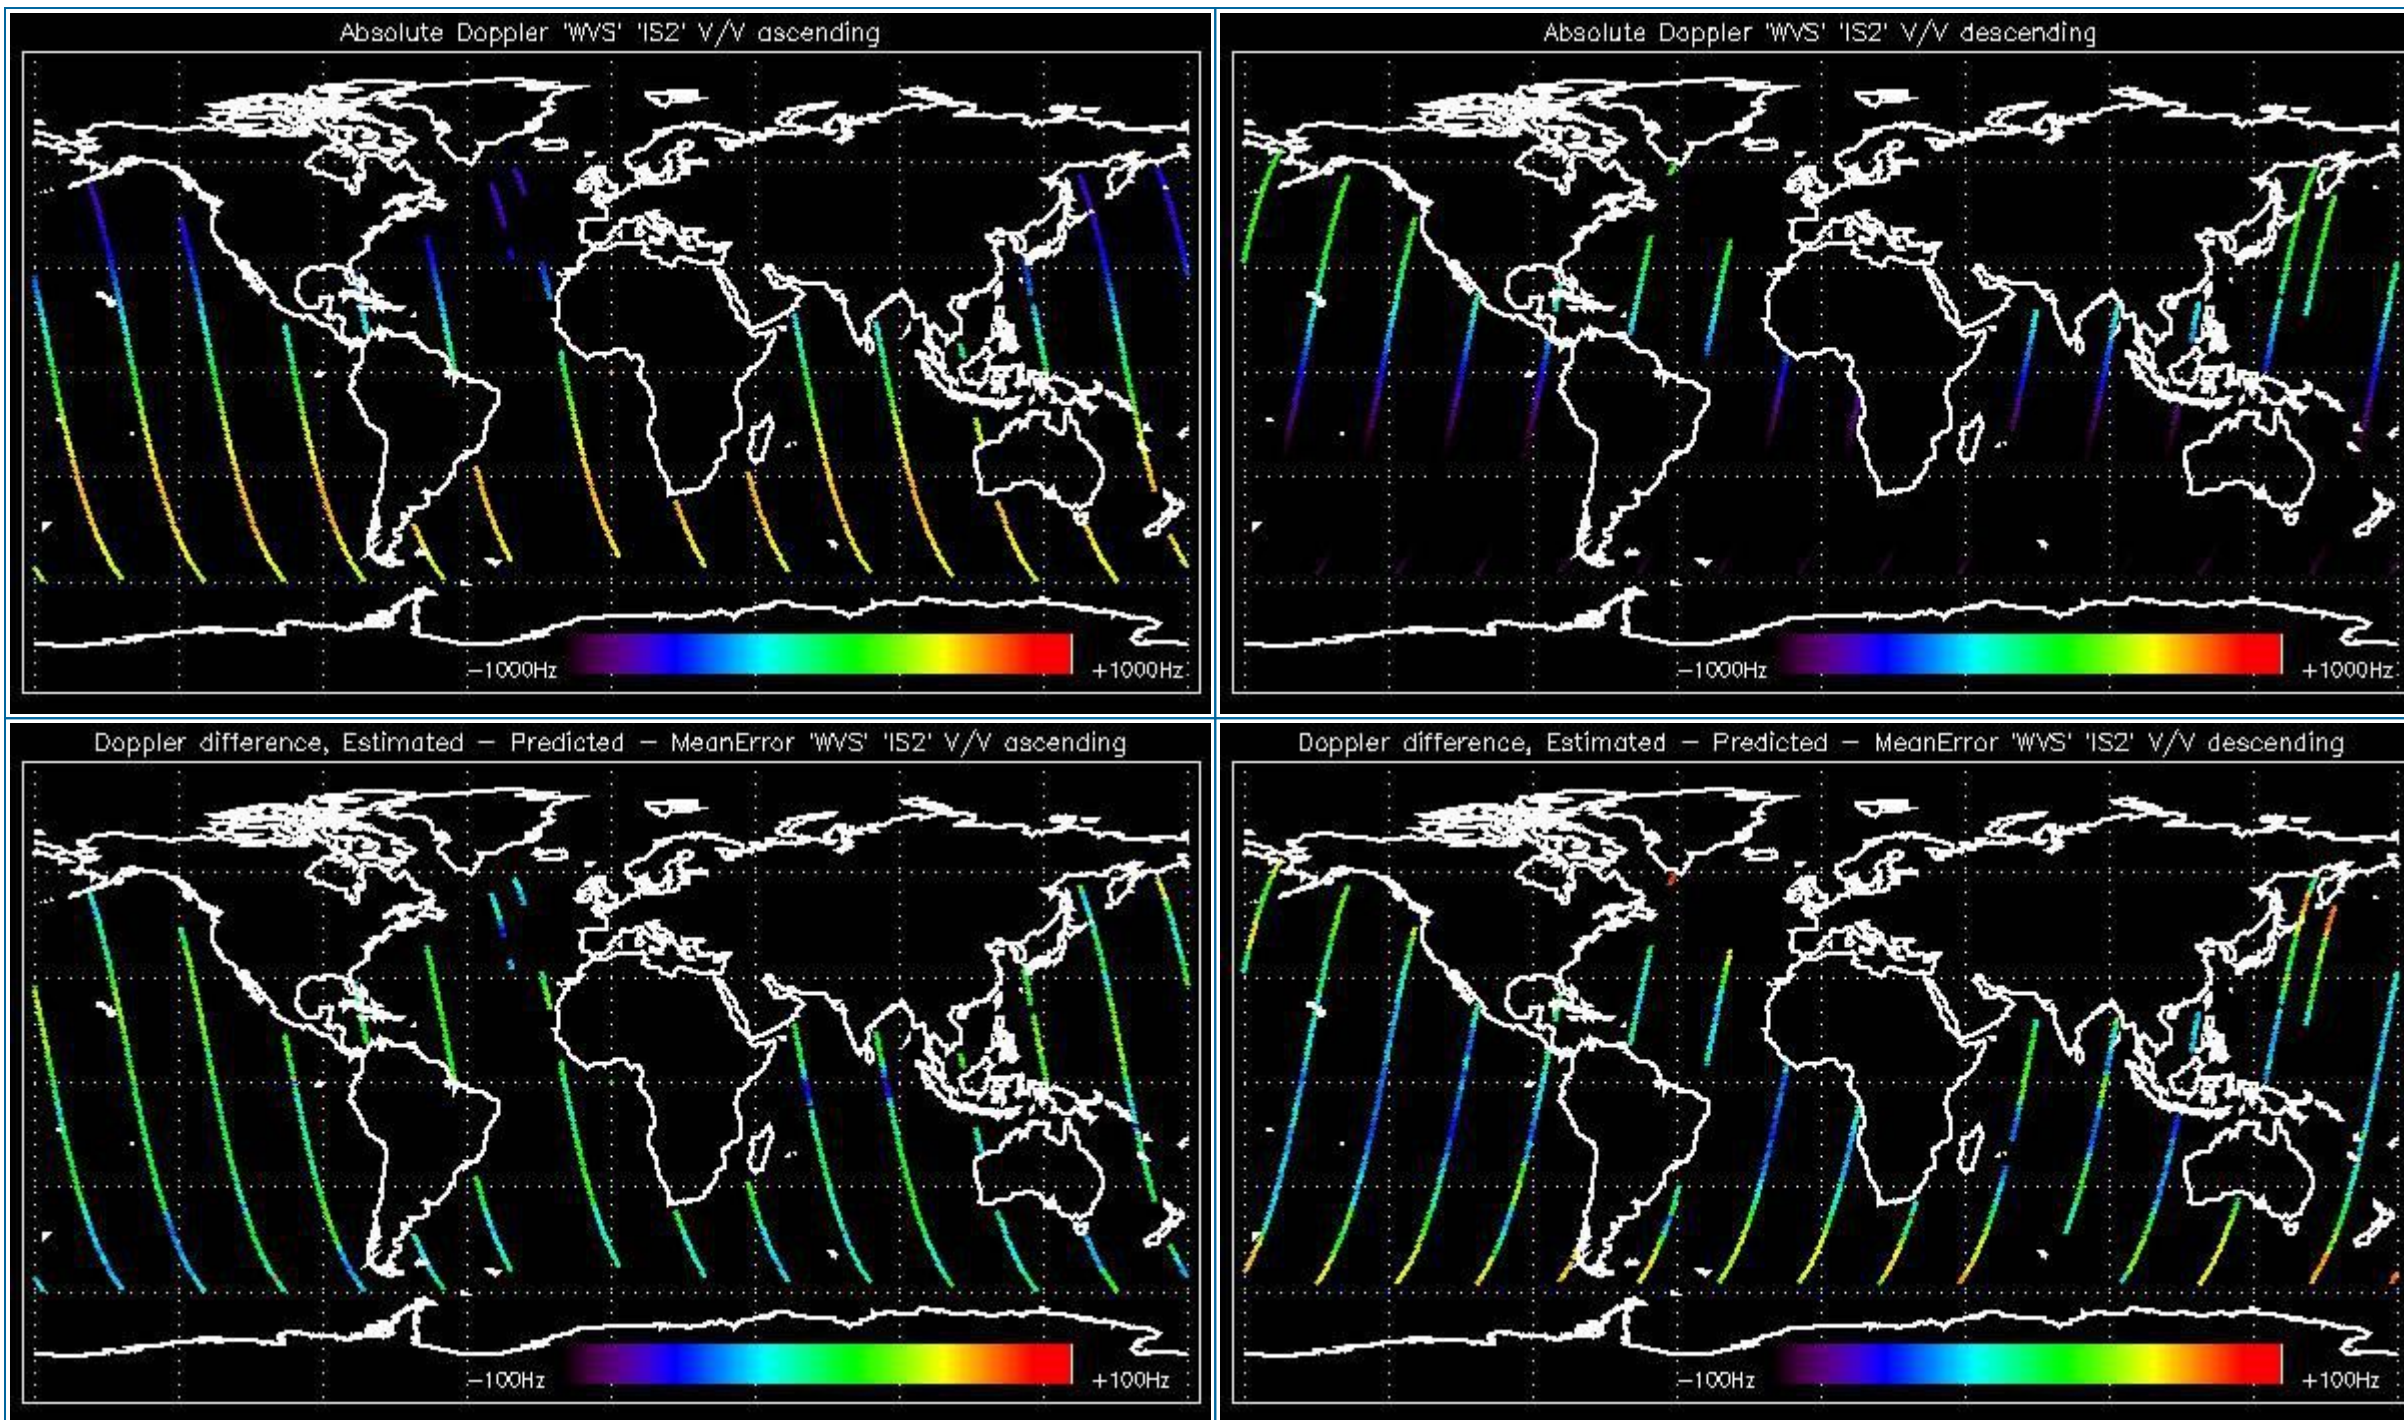 Absolute Doppler 'WVS' 'IS2' V/V ascending
−1000Hz
+1000Hz
Absolute Doppler 'WVS' 'IS2' V/V descending
−1000Hz
+1000Hz
Doppler difference, Estimated − Predicted − MeanError 'WVS' 'IS2' V/V ascending
−100Hz
+100Hz
Doppler difference, Estimated − Predicted − MeanError 'WVS' 'IS2' V/V descending
−100Hz
+100Hz